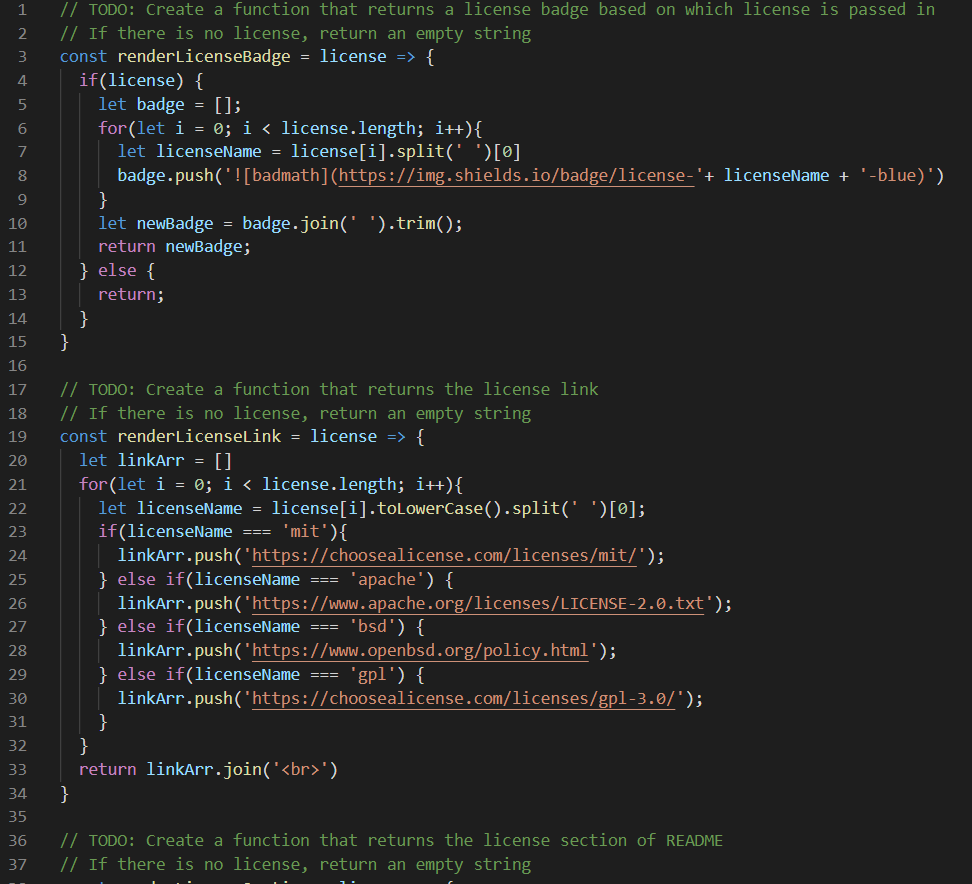 1 // TODO: Create a function that returns a license badge based on which license is passed in
2 // If there is no license, return an empty string
3 const renderLicenseBadge = license => {
4 if(license) {
5 let badge = [];
6 for(let i = 0; i < license.length; i++){
7 let licenseName = license[i].split(' ')[0]
8 badge.push('![badmath](https://img.shields.io/badge/license-'+ licenseName + '-blue)')
9 }
10 let newBadge = badge.join(' ').trim();
11 return newBadge;
12 } else {
13 return;
14 }
15 }
16
17 // TODO: Create a function that returns the license link
18 // If there is no license, return an empty string
19 const renderLicenseLink = license => {
20 let linkArr = []
21 for(let i = 0; i < license.length; i++){
22 let licenseName = license[i].toLowerCase().split(' ')[0];
23 if(licenseName === 'mit'){
24 linkArr.push('https://choosealicense.com/licenses/mit/');
25 } else if(licenseName === 'apache') {
26 linkArr.push('https://www.apache.org/licenses/LICENSE-2.0.txt');
27 } else if(licenseName === 'bsd') {
28 linkArr.push('https://www.openbsd.org/policy.html');
29 } else if(licenseName === 'gpl') {
30 linkArr.push('https://choosealicense.com/licenses/gpl-3.0/');
31 }
32 }
33 return linkArr.join('<br>')
34 }
35
36 // TODO: Create a function that returns the license section of README
37 // If there is no license, return an empty string